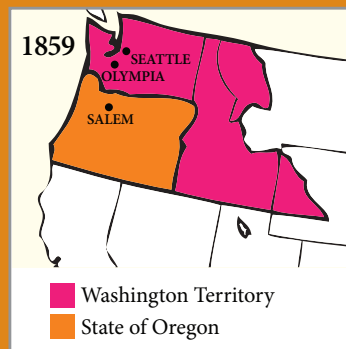 1859
SEATTLE
OLYMPIA
SALEM
Washington Territory
State of Oregon